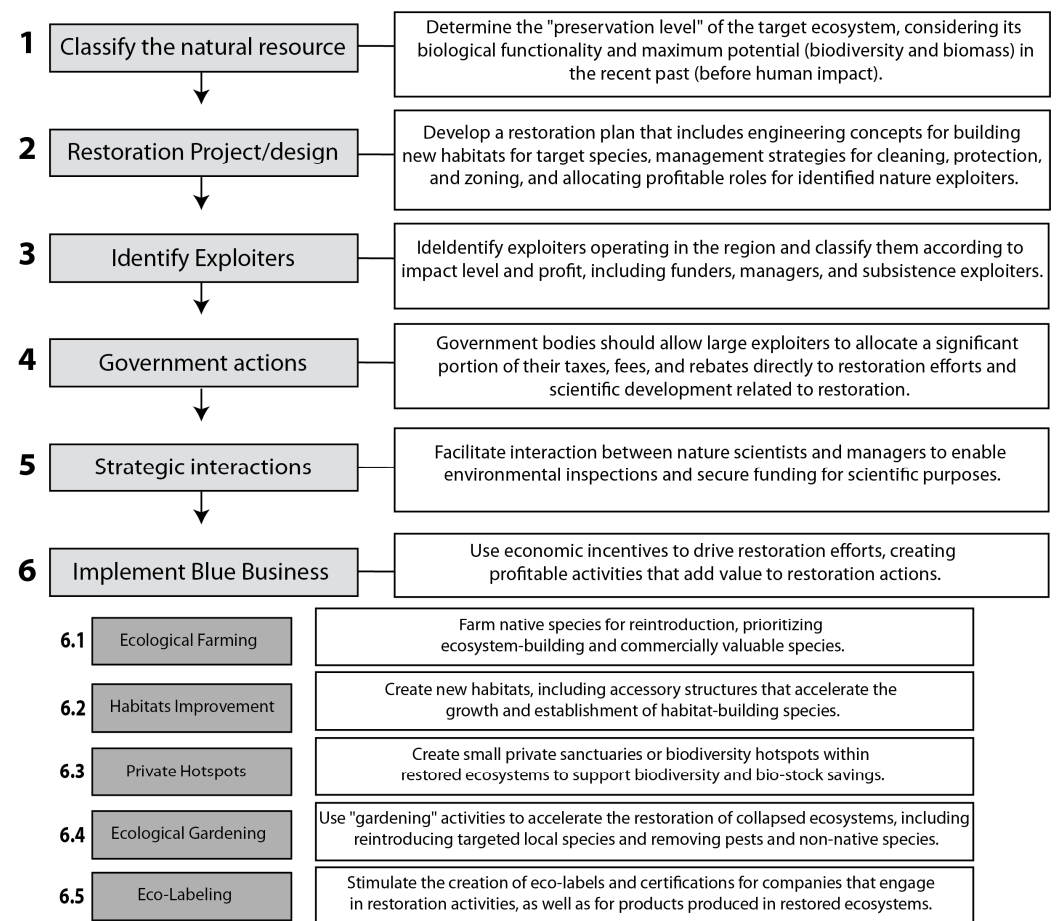 1
Classify the natural resource
Determine the "preservation level" of the target ecosystem, considering its
biological functionality and maximum potential (biodiversity and biomass) in
the recent past (before human impact).
2
Restoration Project/design
Develop a restoration plan that includes engineering concepts for building
new habitats for target species, management strategies for cleaning, protection,
and zoning, and allocating profitable roles for identified nature exploiters.
3
Identify Exploiters
IdeIdentify exploiters operating in the region and classify them according to
impact level and profit, including funders, managers, and subsistence exploiters.
4
Government actions
Government bodies should allow large exploiters to allocate a significant
portion of their taxes, fees, and rebates directly to restoration efforts and
scientific development related to restoration.
5
Strategic interactions
Facilitate interaction between nature scientists and managers to enable
environmental inspections and secure funding for scientific purposes.
6
Implement Blue Business
Use economic incentives to drive restoration efforts, creating
profitable activities that add value to restoration actions.
6.1
Ecological Farming
Farm native species for reintroduction, prioritizing
ecosystem-building and commercially valuable species.
6.2
Habitats Improvement
Create new habitats, including accessory structures that accelerate the
growth and establishment of habitat-building species.
6.3
Private Hotspots
Create small private sanctuaries or biodiversity hotspots within
restored ecosystems to support biodiversity and bio-stock savings.
6.4
Ecological Gardening
Use "gardening" activities to accelerate the restoration of collapsed ecosystems, including
reintroducing targeted local species and removing pests and non-native species.
6.5
Eco-Labeling
Stimulate the creation of eco-labels and certifications for companies that engage
in restoration activities, as well as for products produced in restored ecosystems.